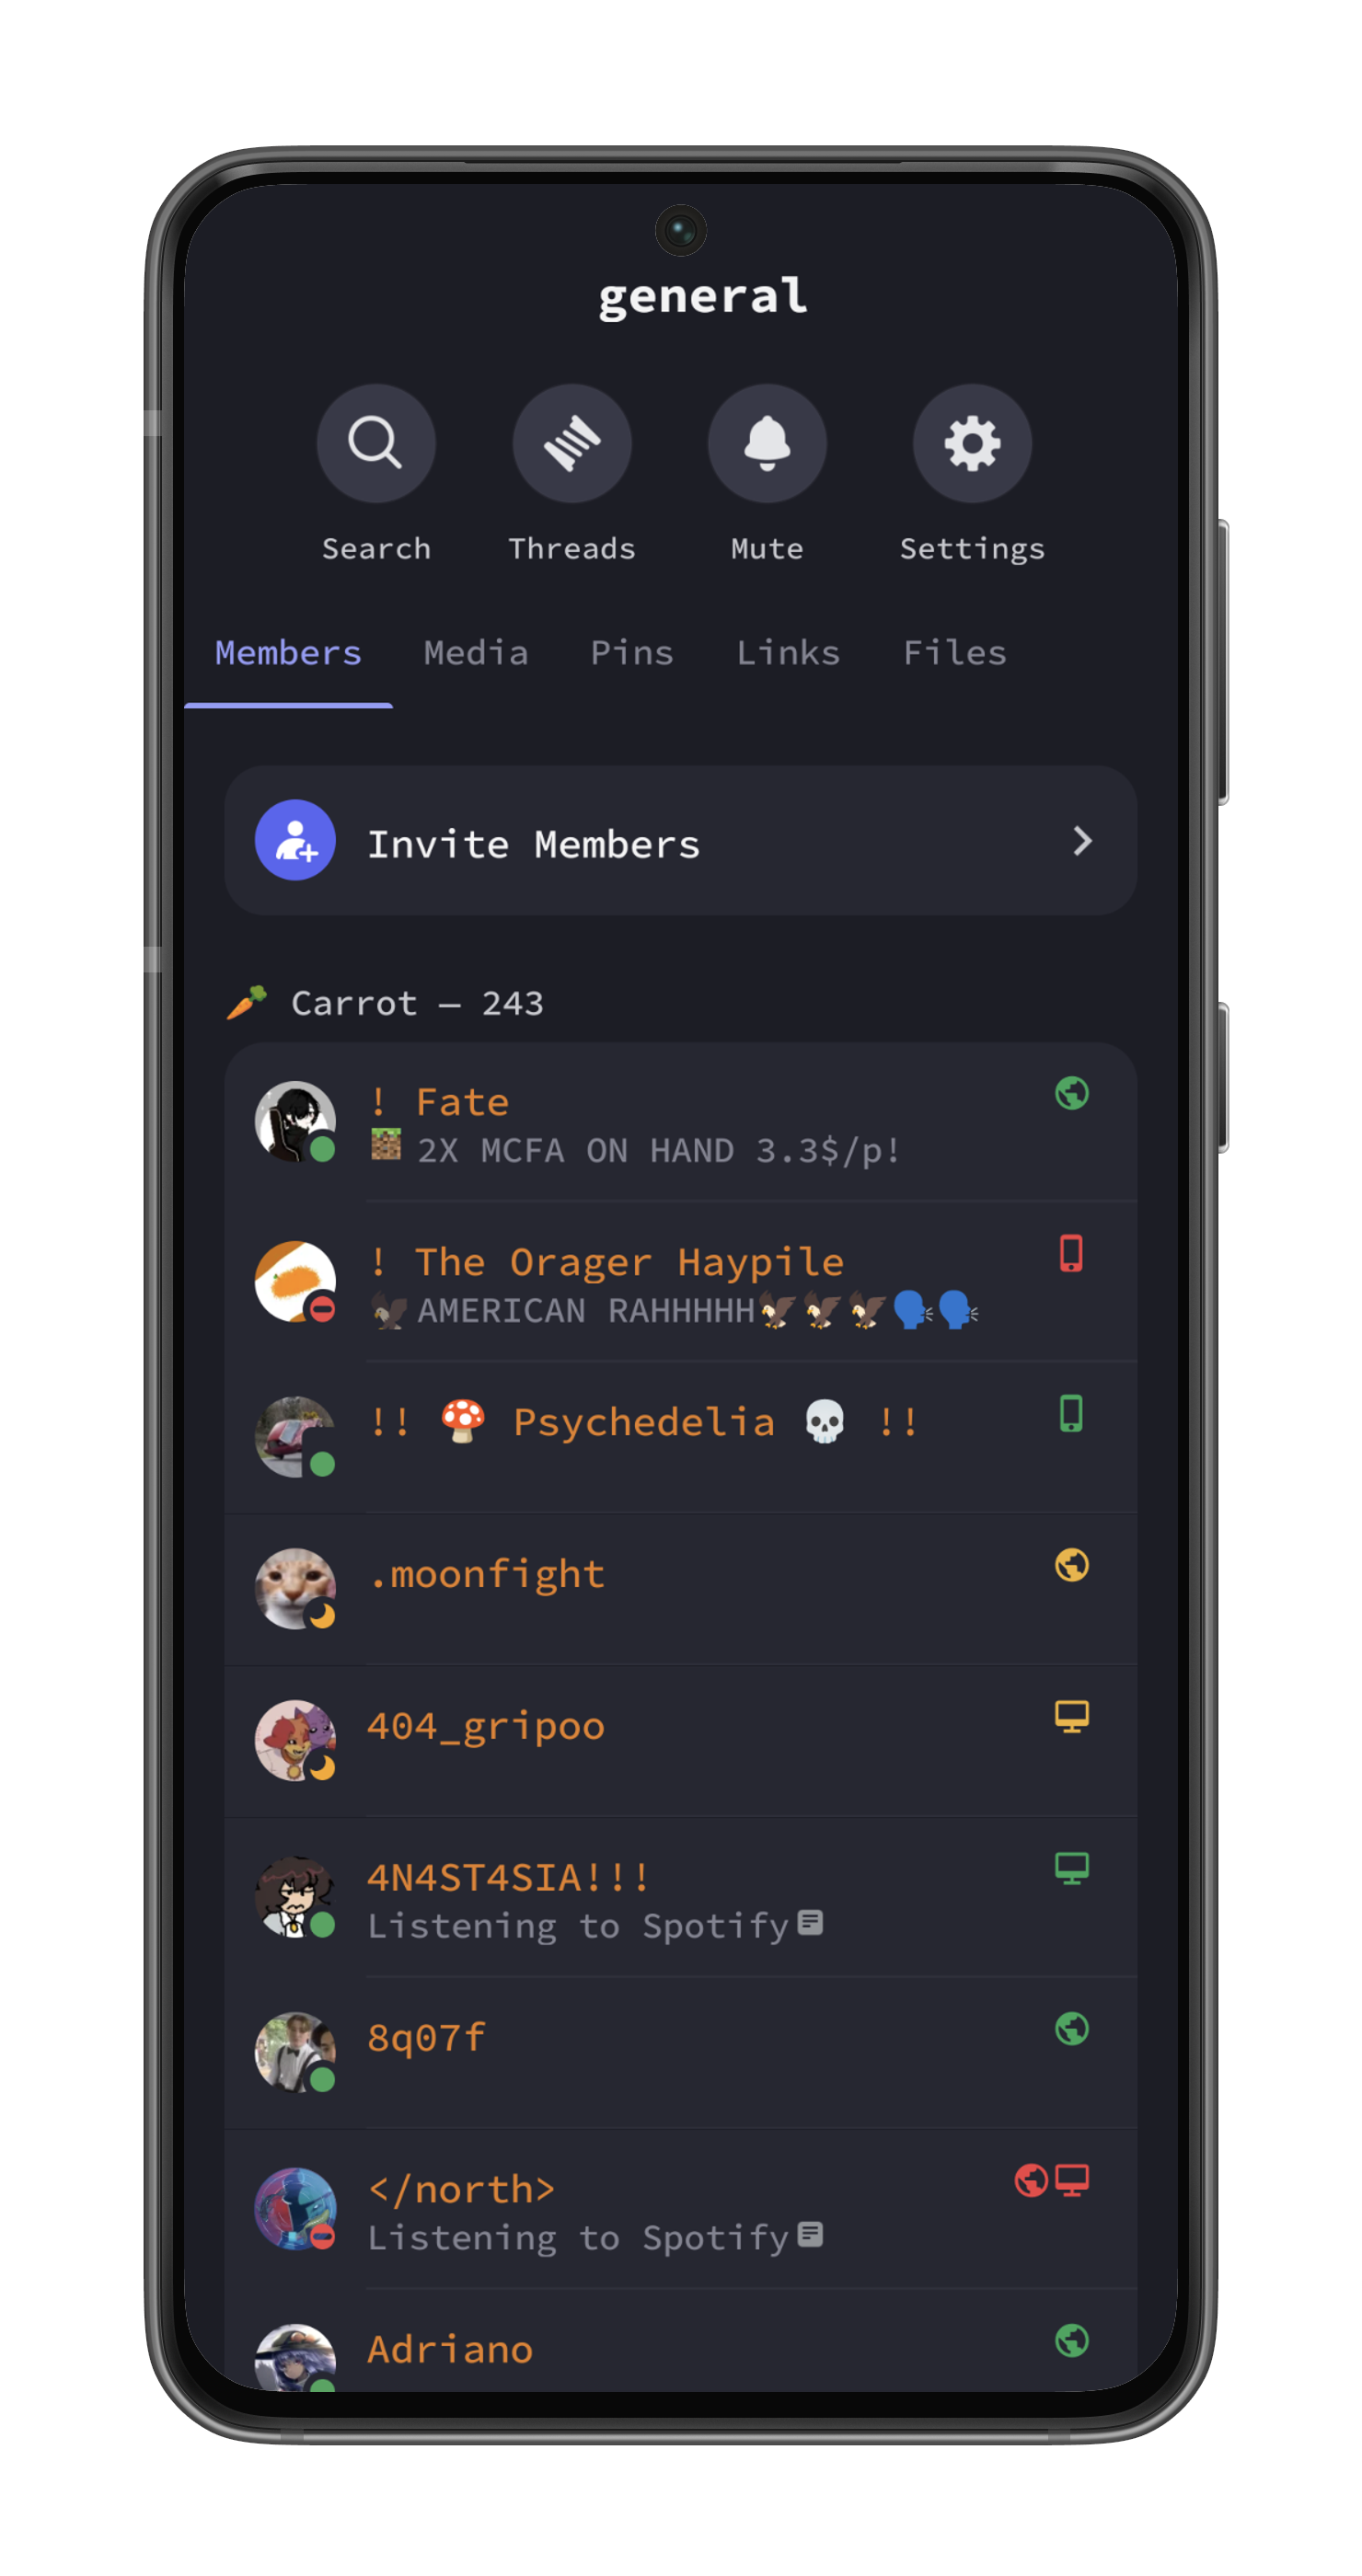 general
Search Threads Mute Settings
Members Media Pins Links Files
Invite Members
🥕 Carrot — 243
! Fate
2X MCFA ON HAND 3.3$/p!
! The Orager Haypile
🦅AMERICAN RAHHHHH🦅🦅🦅🗣️🗣️
!! 🍄 Psychedelia 💀 !!
.moonfight
404_gripoo
4N4ST4SIA!!!
Listening to Spotify
8q07f
</north>
Listening to Spotify
Adriano